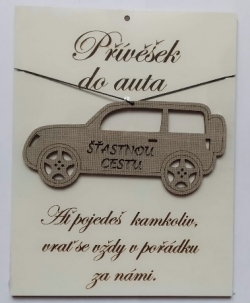 Přívěšek
do auta
ŠŤASTNOU
CESTU
Ať pojedeš kamkoliv,
vrať se vždy v pořádku
za námi.